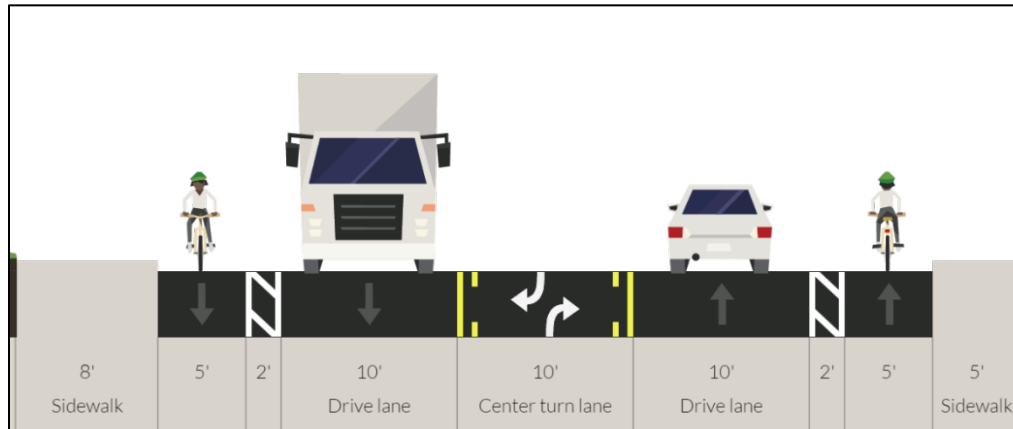 8' 5' 2' 10' 10' 10' 2' 5' 5'
Sidewalk Drive lane Center turn lane Drive lane Sidewalk